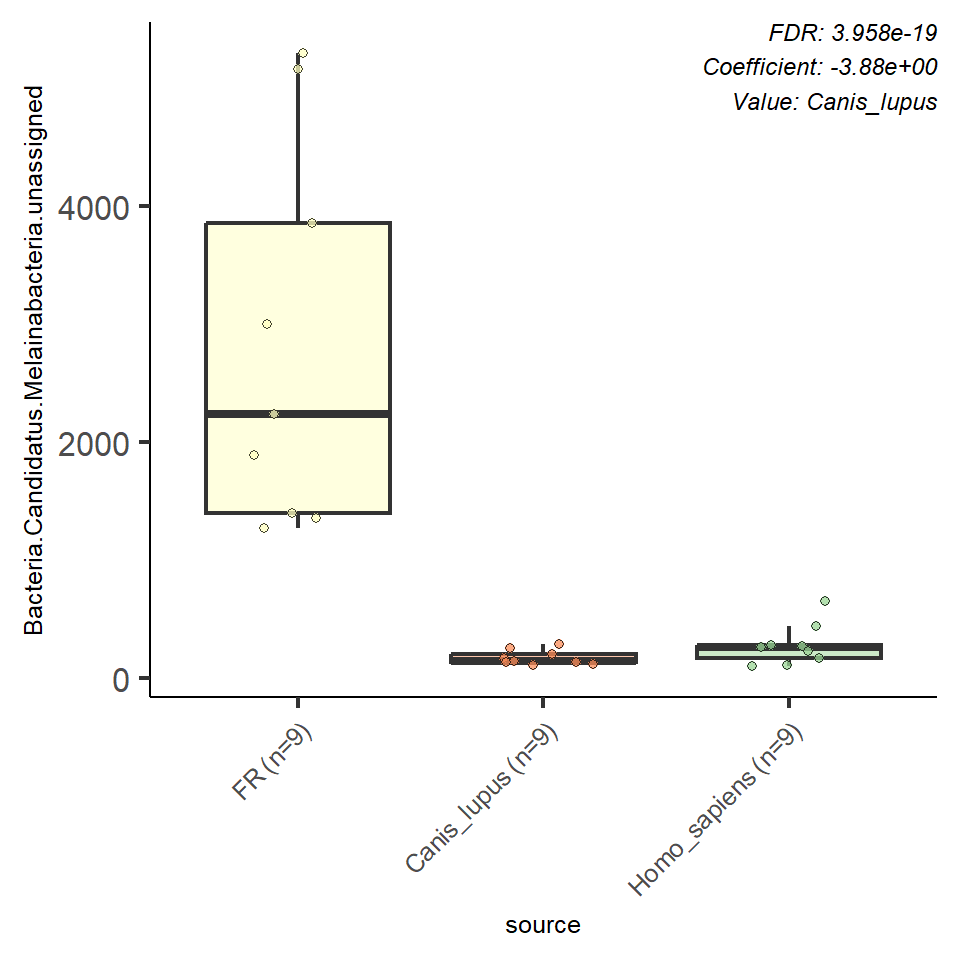 FDR: 3.958e-19
Coefficient: -3.88e+00
Value: Canis_lupus
Bacteria.Candidatus.Melainabacteria.unassigned
4000
2000
0
FR (n=9)
Canis_lupus (n=9)
Homo_sapiens (n=9)
source